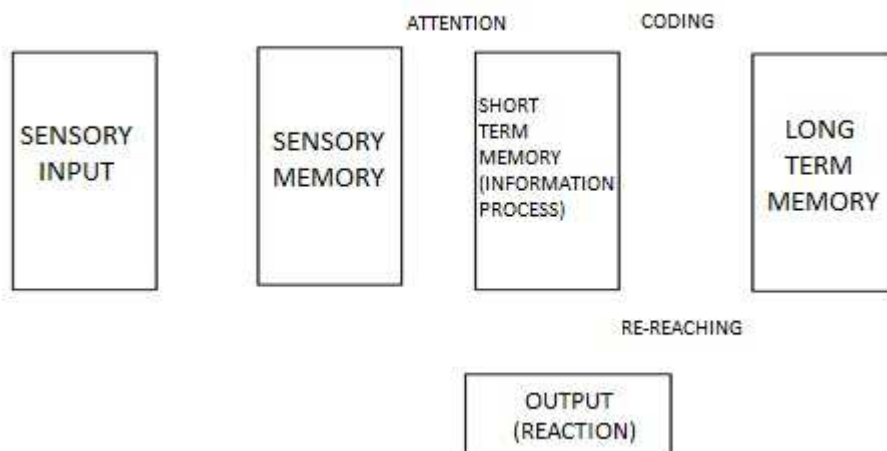 ATTENTION
CODING
SENSORY
INPUT
SENSORY
MEMORY
SHORT
TERM
MEMORY
(INFORMATION
PROCESS)
LONG
TERM
MEMORY
RE-REACHING
OUTPUT
(REACTION)